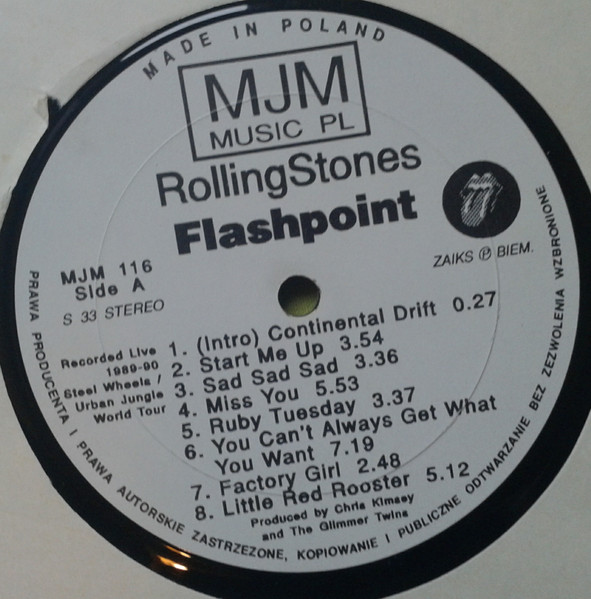 MADE IN POLAND
MJM
MUSIC PL
RollingStones
Flashpoint
ZAIKS Ⓟ BIEM.
MJM 116
Side A
S 33 STEREO
Recorded Live
1989-90
Steel Wheels /
Urban Jungle
World Tour
1. (Intro) Continental Drift 0.27
2. Start Me Up 3.54
3. Sad Sad Sad 3.36
4. Miss You 5.53
5. Ruby Tuesday 3.37
6. You Can't Always Get What
You Want 7.19
7. Factory Girl 2.48
8. Little Red Rooster 5.12
Produced by Chris Kimsey
and The Glimmer Twins
PRAWA PRODUCENTA I PRAWA AUTORSKIE ZASTRZEZONE, KOPIOWANIE I PUBLICZNE ODTWARZANIE BEZ ZEZWOLENIA WZBRONIONE